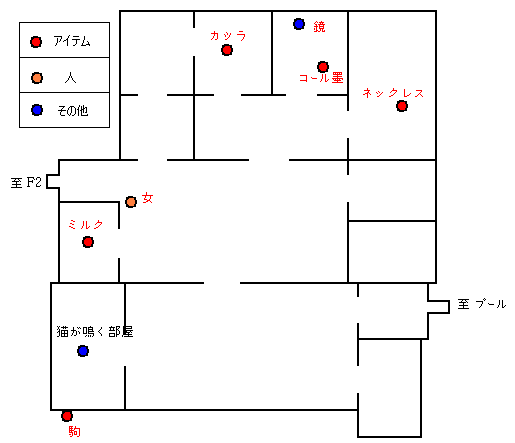 アイテム
人
その他
カツラ
鏡
コール墨
ネックレス
至 F2
女
ミルク
至 プール
猫が鳴く部屋
駒